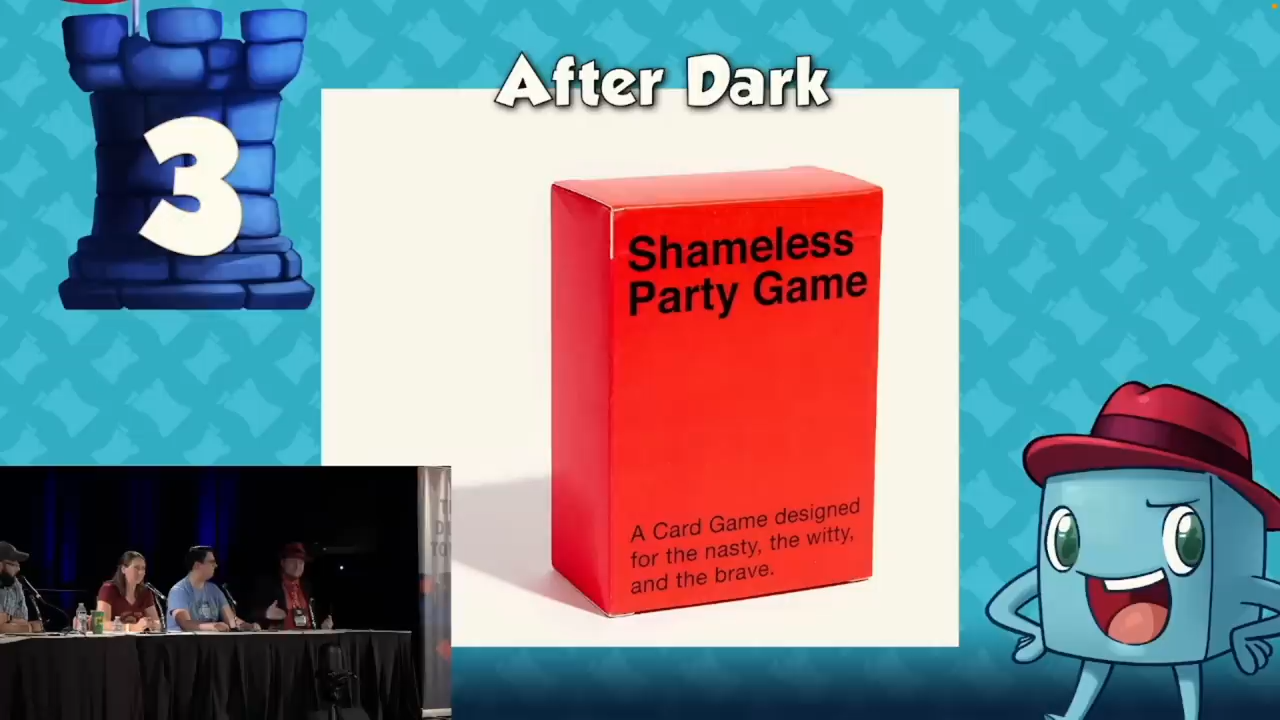 After Dark
3
Shameless
Party Game
A Card Game designed
for the nasty, the witty,
and the brave.